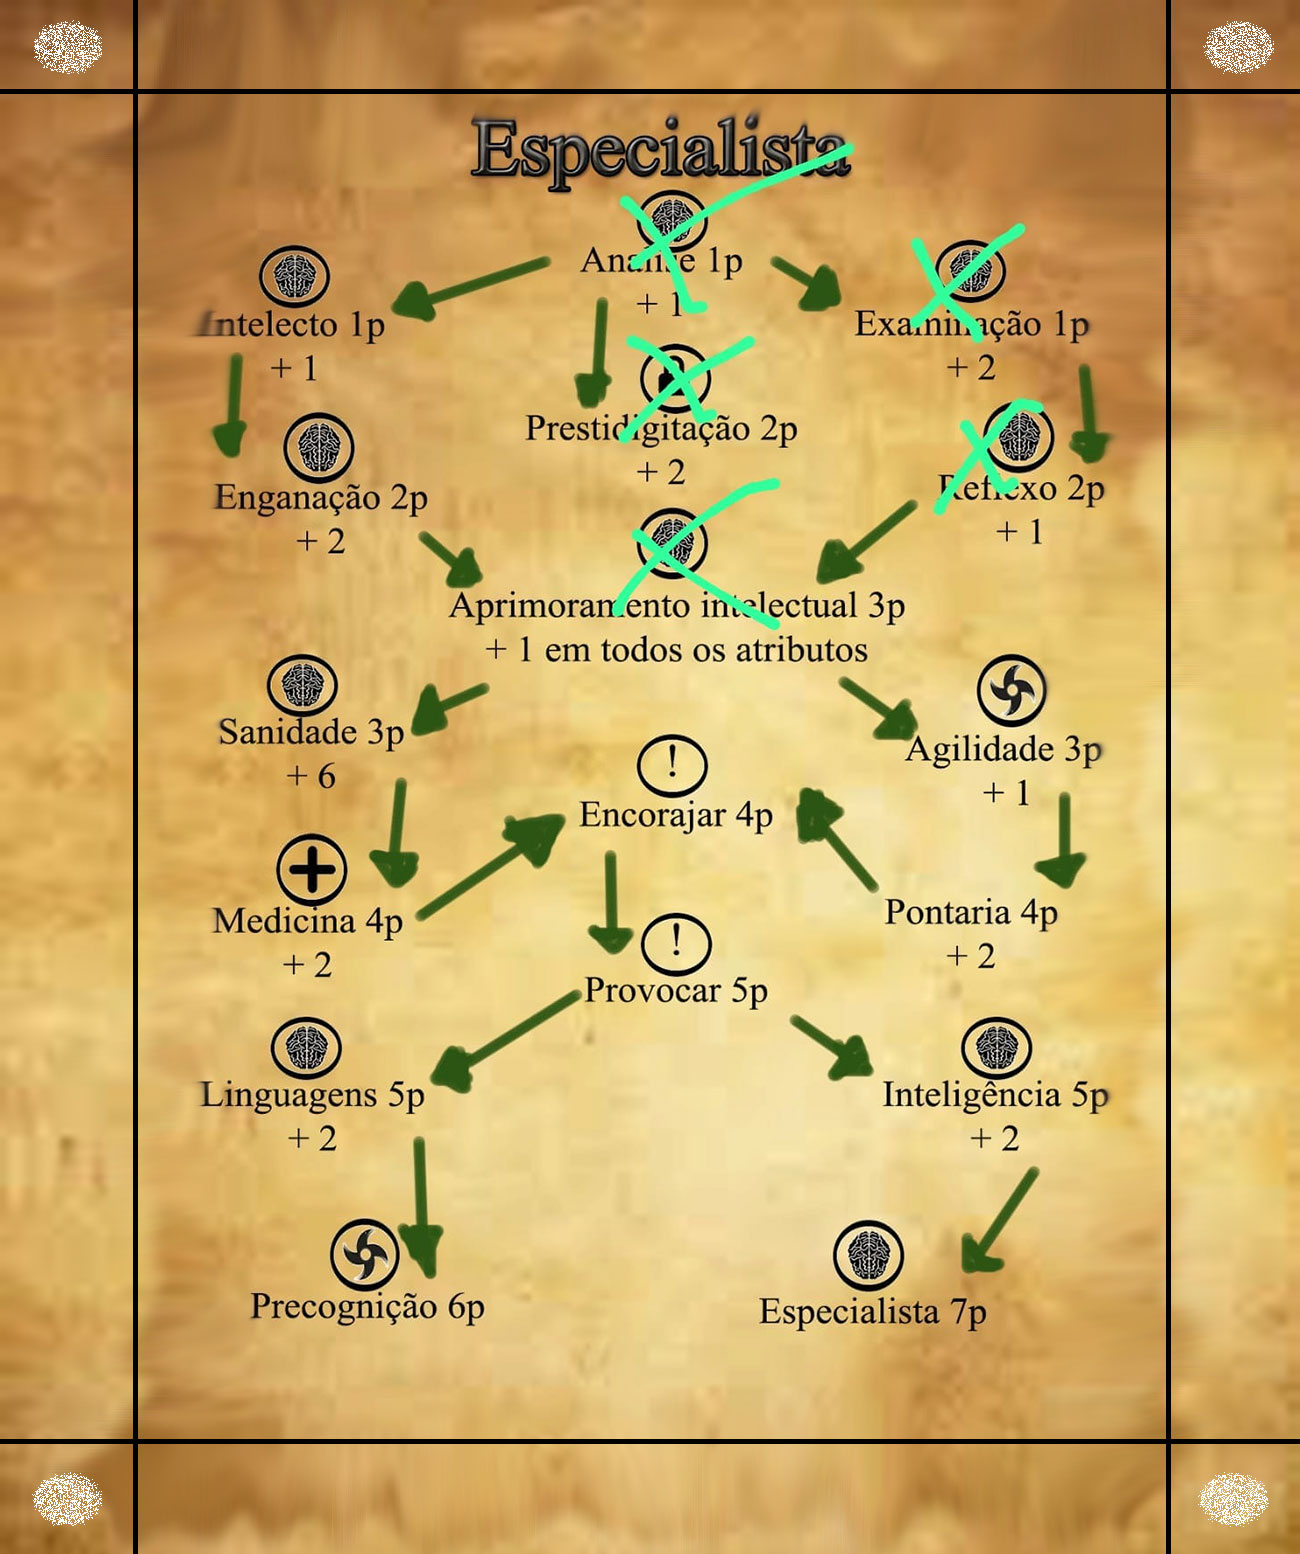 Especialista
Análise 1p
+ 1
Intelecto 1p
+ 1
Examinação 1p
+ 2
Prestidigitação 2p
+ 2
Enganação 2p
+ 2
Reflexo 2p
+ 1
Aprimoramento intelectual 3p
+ 1 em todos os atributos
Sanidade 3p
+ 6
Agilidade 3p
+ 1
!
Encorajar 4p
Medicina 4p
+ 2
Pontaria 4p
+ 2
!
Provocar 5p
Linguagens 5p
+ 2
Inteligência 5p
+ 2
Precognição 6p
Especialista 7p